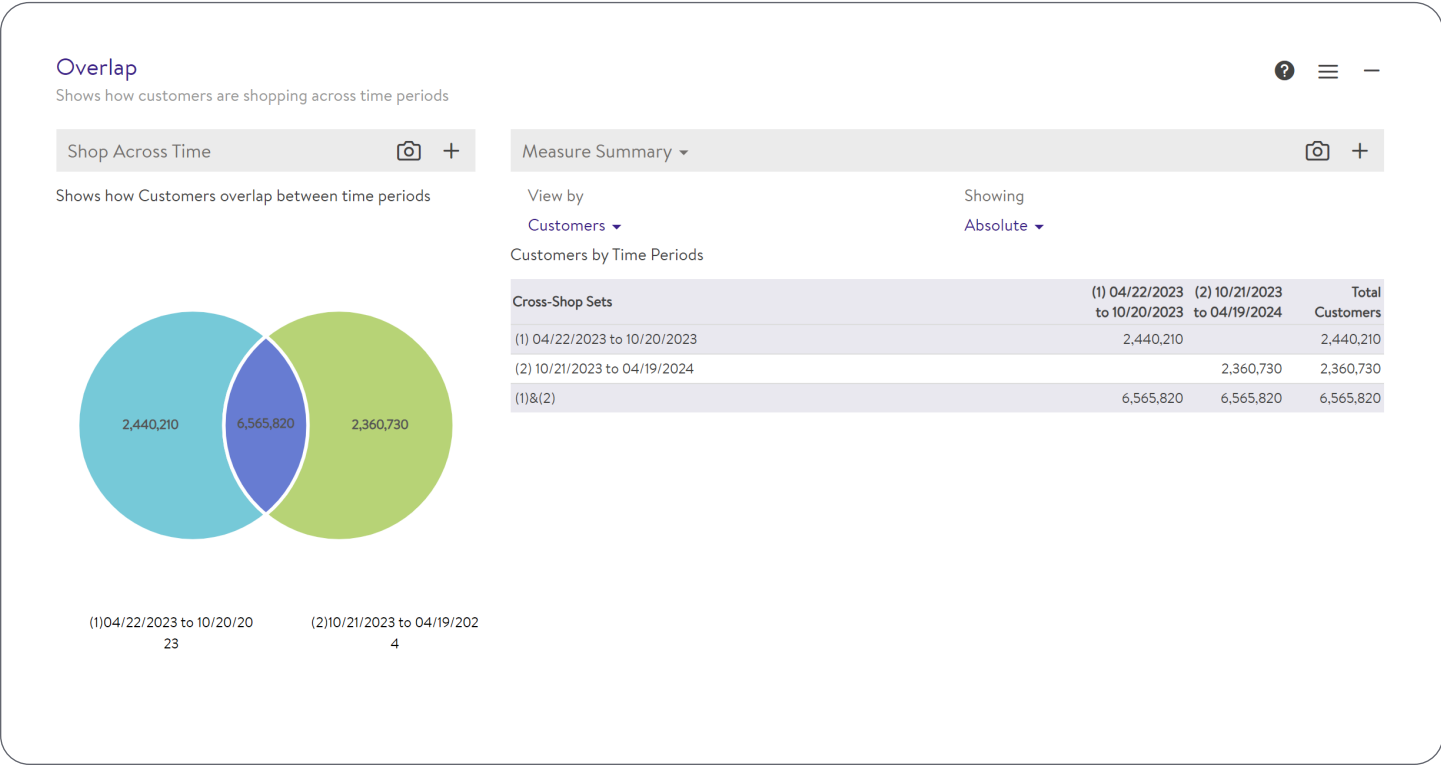 Overlap
Shows how customers are shopping across time periods
Shop Across Time
Shows how Customers overlap between time periods
2,440,210 6,565,820 2,360,730
(1)04/22/2023 to 10/20/20
23
(2)10/21/2023 to 04/19/202
4
Measure Summary
View by Showing
Customers Absolute
Customers by Time Periods
Cross-Shop Sets (1) 04/22/2023 to 10/20/2023 (2) 10/21/2023 to 04/19/2024 Total Customers
(1) 04/22/2023 to 10/20/2023 2,440,210 2,440,210
(2) 10/21/2023 to 04/19/2024 2,360,730 2,360,730
(1)&(2) 6,565,820 6,565,820 6,565,820